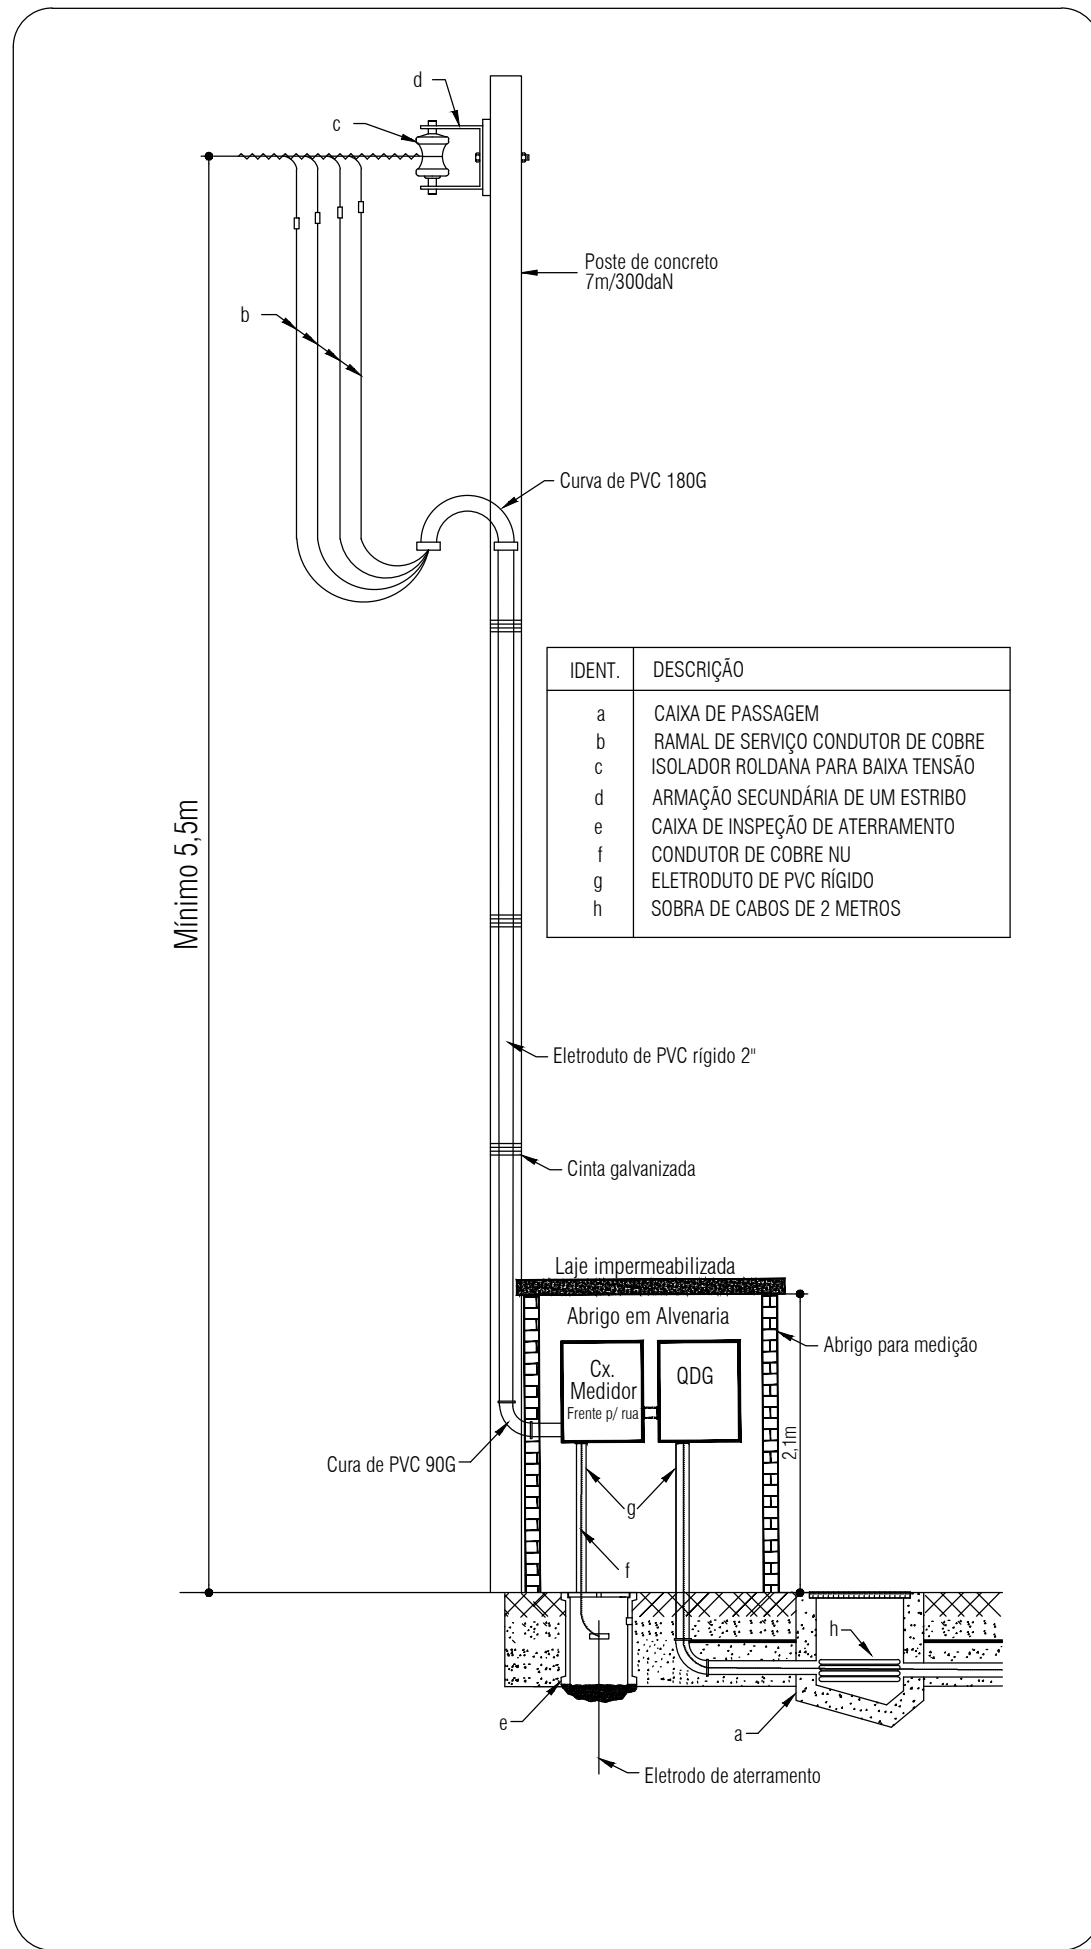 d
c
Poste de concreto
7m/300daN
b
Curva de PVC 180G
IDENT. DESCRIÇÃO
a CAIXA DE PASSAGEM
b RAMAL DE SERVIÇO CONDUTOR DE COBRE
c ISOLADOR ROLDANA PARA BAIXA TENSÃO
d ARMAÇÃO SECUNDÁRIA DE UM ESTRIBO
e CAIXA DE INSPEÇÃO DE ATERRAMENTO
f CONDUTOR DE COBRE NU
g ELETRODUTO DE PVC RÍGIDO
h SOBRA DE CABOS DE 2 METROS
Mínimo 5,5m
Eletroduto de PVC rígido 2"
Cinta galvanizada
Laje impermeabilizada
Abrigo em Alvenaria
Abrigo para medição
Cx.
Medidor
Frente p/ rua
QDG
2,1m
Cura de PVC 90G
g
f
h
e
a
Eletrodo de aterramento